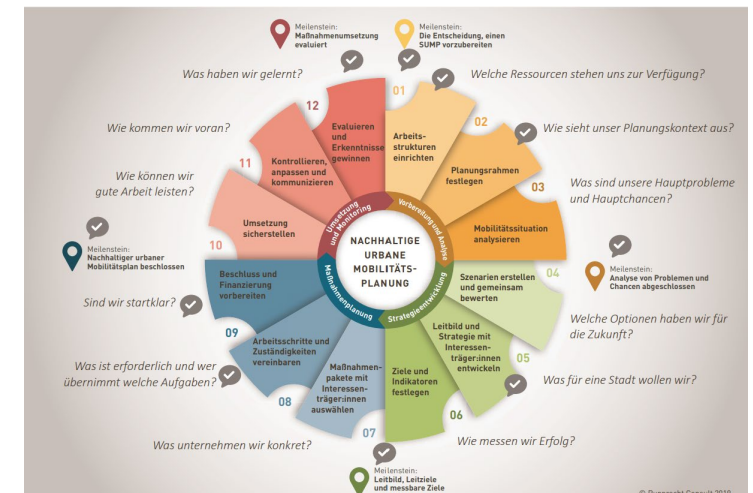 Meilenstein:
Maßnahmenumsetzung
evaluiert
Meilenstein:
Die Entscheidung, einen
SUMP vorzubereiten
Was haben wir gelernt?
Welche Ressourcen stehen uns zur Verfügung?
12
01
Evaluieren
und
Erkenntnisse
gewinnen
Arbeits-
strukturen
einrichten
02
Wie kommen wir voran?
Wie sieht unser Planungskontext aus?
11
Kontrollieren,
anpassen und
kommunizieren
Planungsrahmen
festlegen
03
Wie können wir
gute Arbeit leisten?
Was sind unsere Hauptprobleme
und Hauptchancen?
10
Umsetzung
sicherstellen
Mobilitätssituation
analysieren
Umsetzung
und Monitoring
Vorbereitung und Analyse
NACHHALTIGE
URBANE
MOBILITÄTS-
PLANUNG
Maßnahmenplanung
Strategieentwicklung
Meilenstein:
Nachhaltiger urbaner
Mobilitätsplan beschlossen
04
Meilenstein:
Analyse von Problemen und
Chancen abgeschlossen
Beschluss und
Finanzierung
vorbereiten
Szenarien erstellen
und gemeinsam
bewerten
Sind wir startklar?
Welche Optionen haben wir für
die Zukunft?
09
Arbeitsschritte und
Zuständigkeiten
vereinbaren
Leitbild und
Strategie mit
Interessen-
träger:innen
entwickeln
05
Was ist erforderlich und wer
übernimmt welche Aufgaben?
Was für eine Stadt wollen wir?
08
Maßnahmen-
pakete mit
Interessen-
träger:innen
auswählen
Ziele und
Indikatoren
festlegen
06
07
Was unternehmen wir konkret?
Wie messen wir Erfolg?
Meilenstein:
Leitbild, Leitziele
und messbare Ziele
© Rupprecht Consult 2019